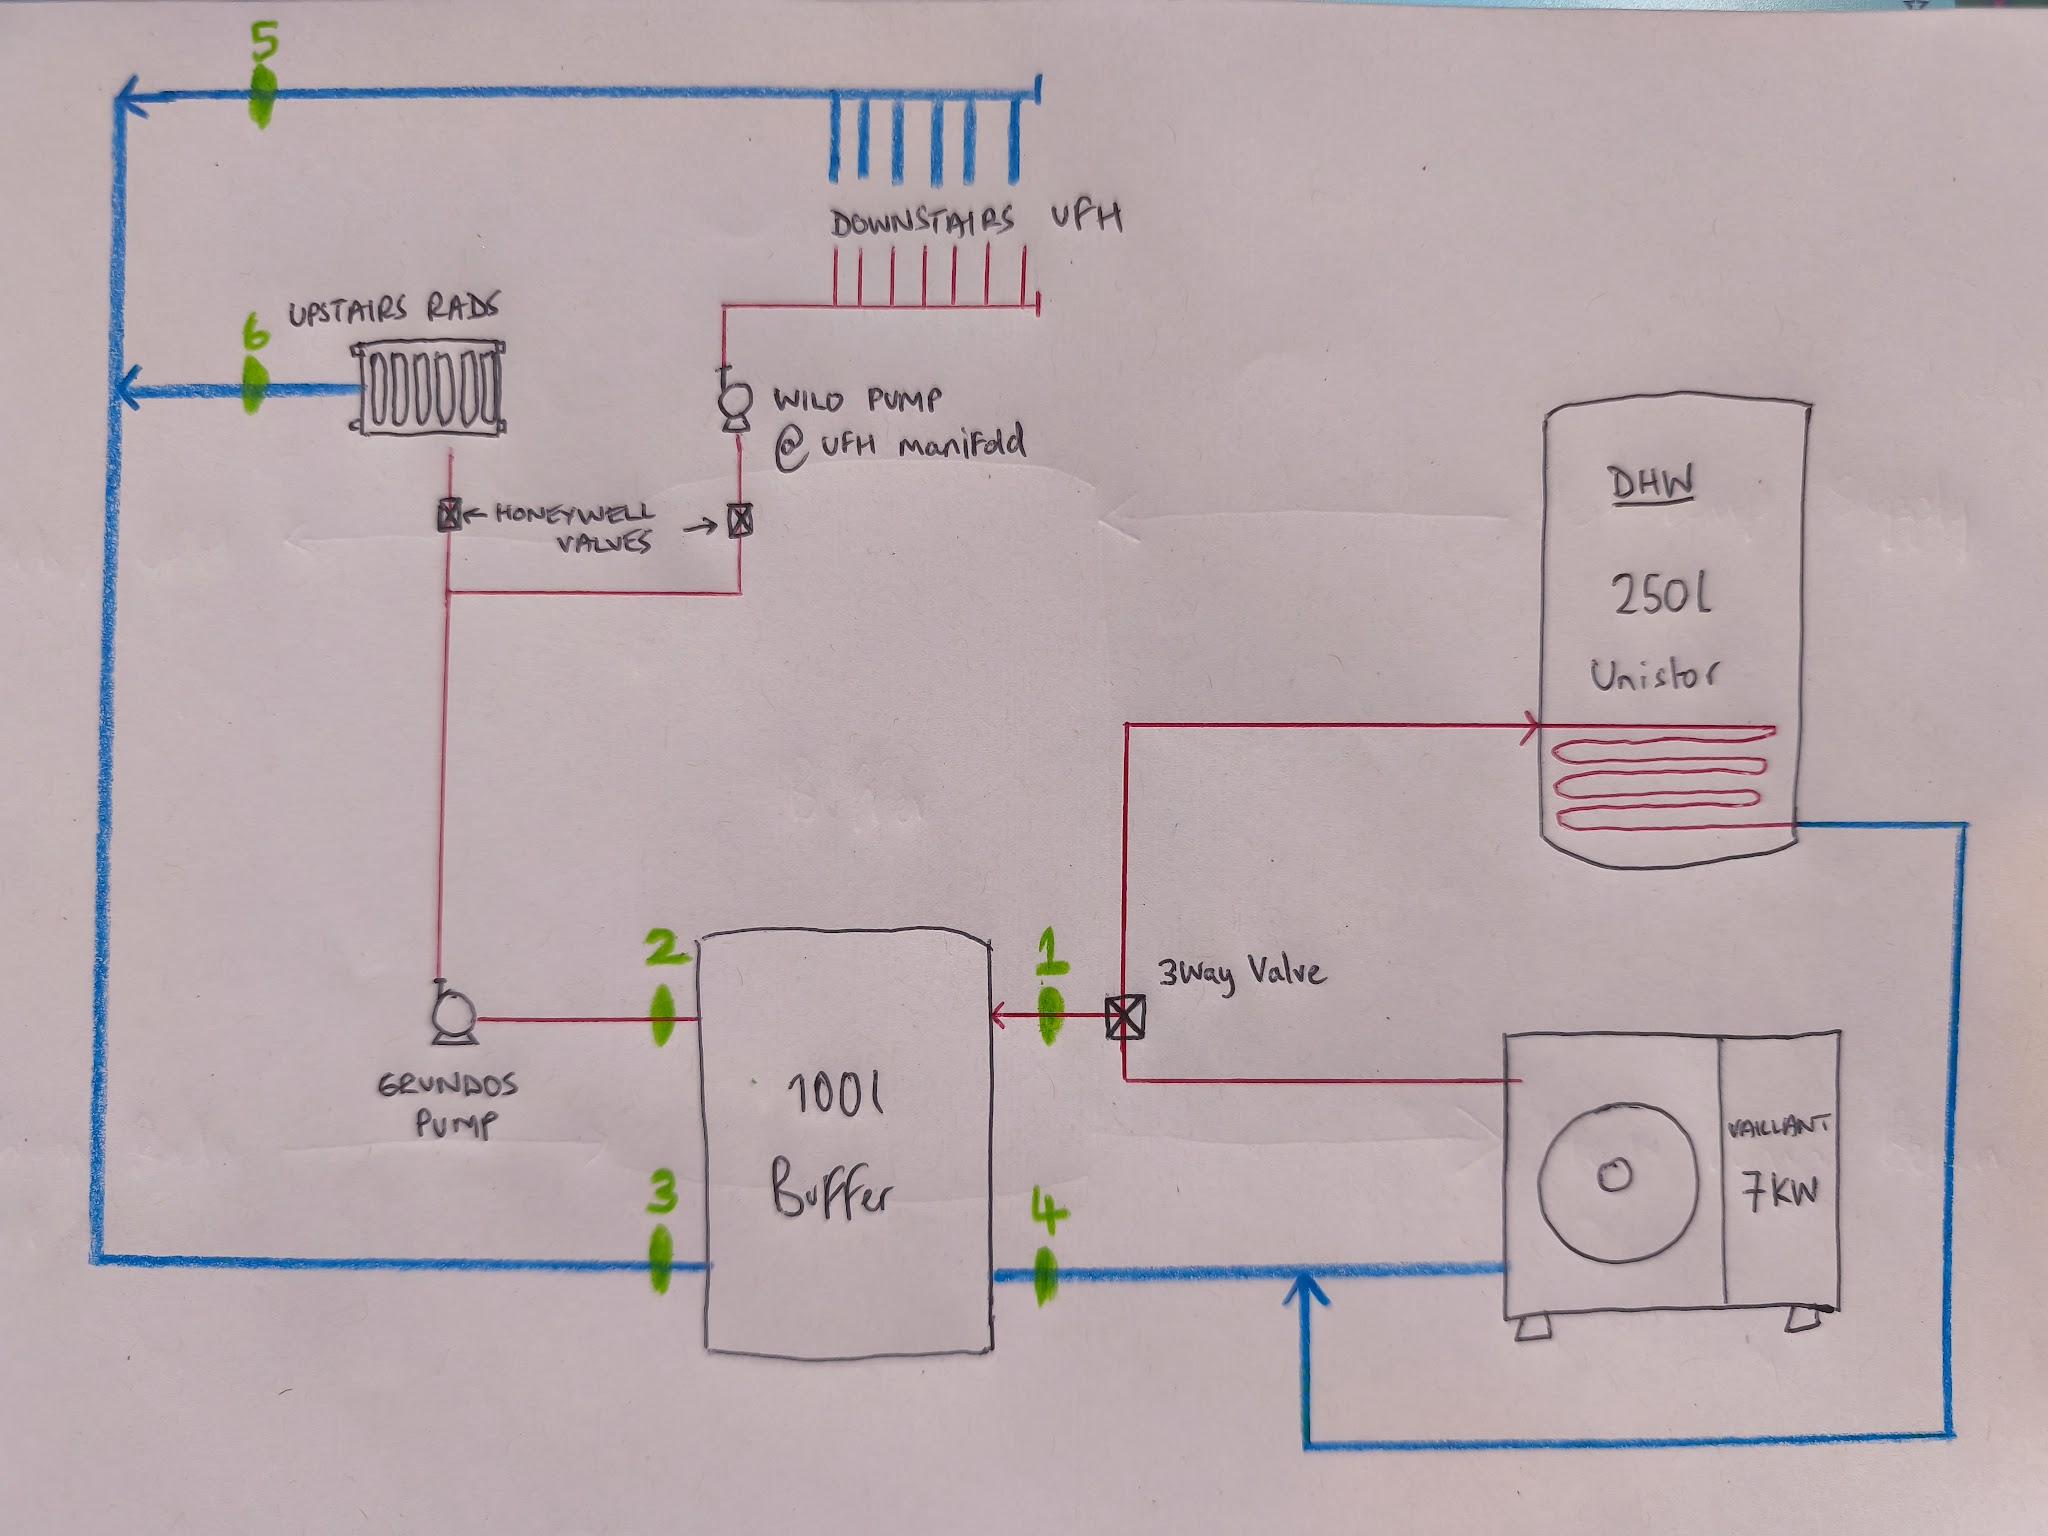 5
DOWNSTAIRS UFH
UPSTAIRS RADS
6
WILO PUMP
@ UFH manifold
HONEYWELL
VALVES
DHW
250l
Unistor
2
1
3way Valve
GRUNDOS
PUMP
100l
Buffer
VAILLANT
7KW
3
4